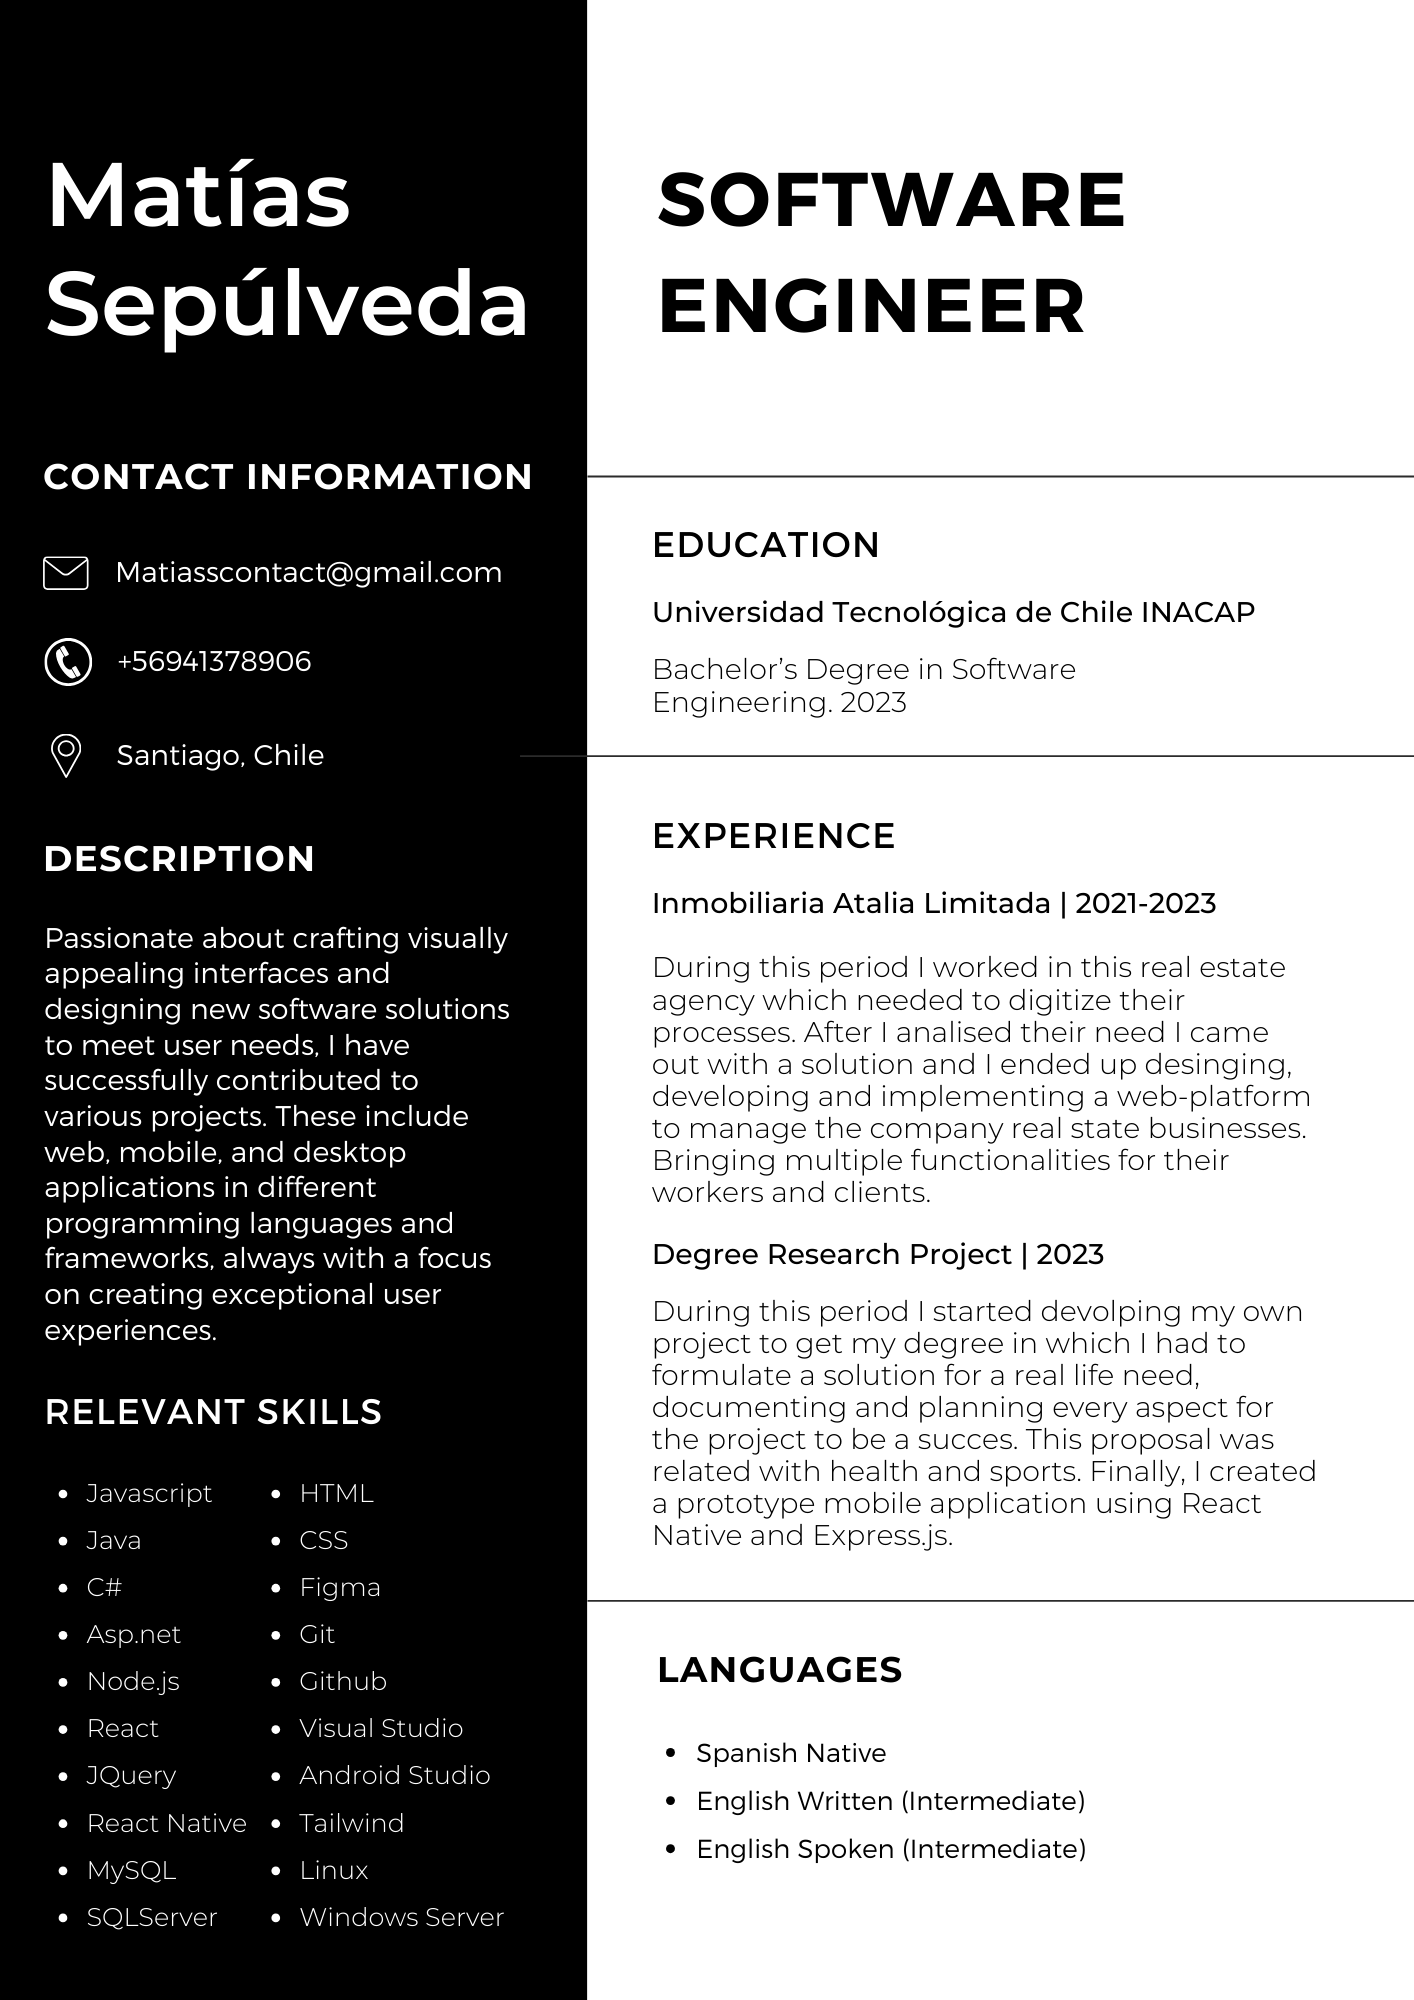 Matías
Sepúlveda
CONTACT INFORMATION
Matiasscontact@gmail.com
+56941378906
Santiago, Chile
DESCRIPTION
Passionate about crafting visually
appealing interfaces and
designing new software solutions
to meet user needs, I have
successfully contributed to
various projects. These include
web, mobile, and desktop
applications in different
programming languages and
frameworks, always with a focus
on creating exceptional user
experiences.
RELEVANT SKILLS
Javascript
Java
C#
Asp.net
Node.js
React
JQuery
React Native
MySQL
SQLServer
HTML
CSS
Figma
Git
Github
Visual Studio
Android Studio
Tailwind
Linux
Windows Server
SOFTWARE
ENGINEER
EDUCATION
Universidad Tecnológica de Chile INACAP
Bachelor’s Degree in Software
Engineering. 2023
EXPERIENCE
Inmobiliaria Atalia Limitada | 2021-2023
During this period I worked in this real estate
agency which needed to digitize their
processes. After I analised their need I came
out with a solution and I ended up desinging,
developing and implementing a web-platform
to manage the company real state businesses.
Bringing multiple functionalities for their
workers and clients.
Degree Research Project | 2023
During this period I started devolping my own
project to get my degree in which I had to
formulate a solution for a real life need,
documenting and planning every aspect for
the project to be a succes. This proposal was
related with health and sports. Finally, I created
a prototype mobile application using React
Native and Express.js.
LANGUAGES
Spanish Native
English Written (Intermediate)
English Spoken (Intermediate)